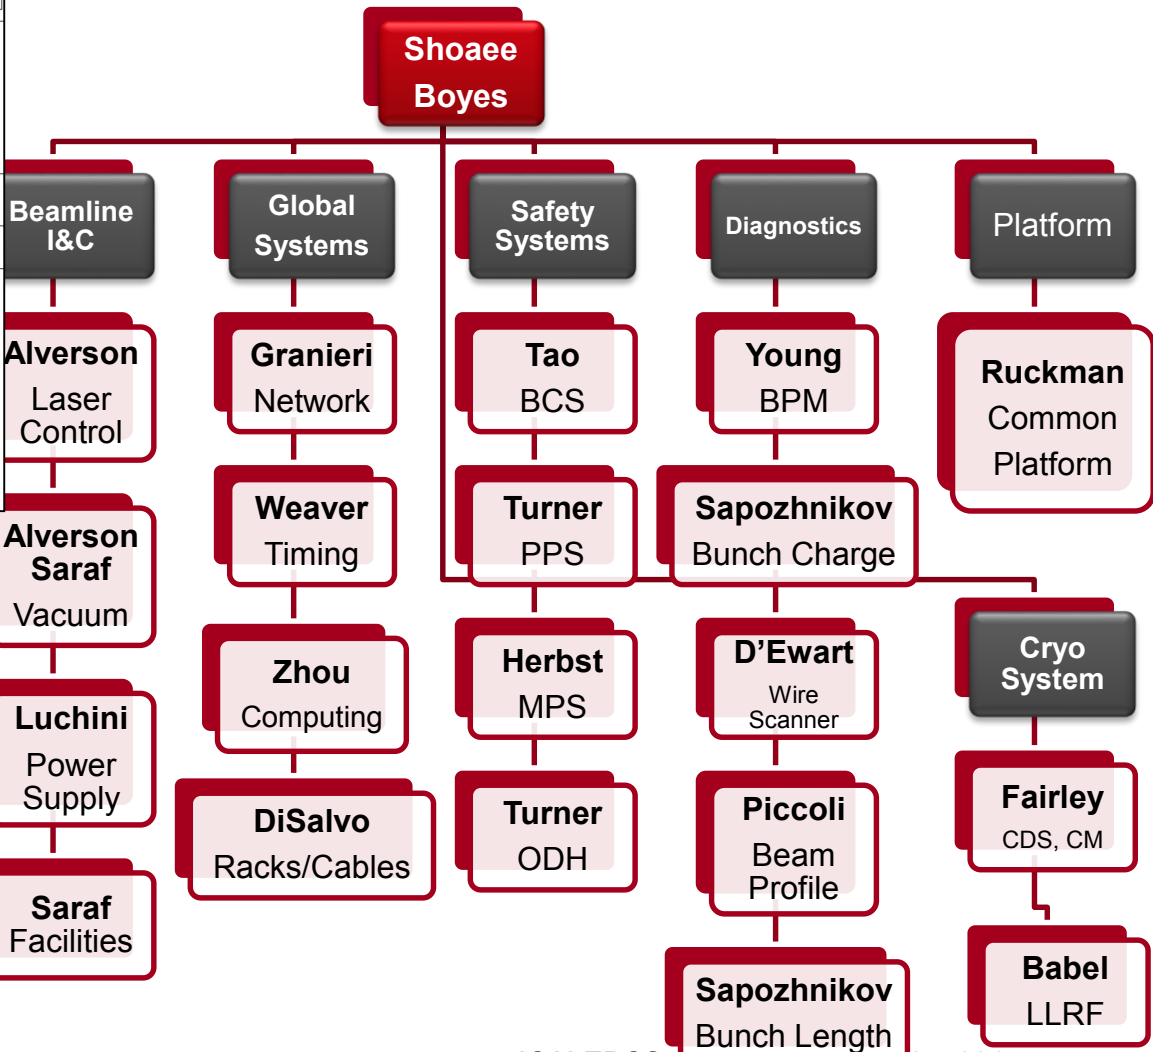 Shoaee
Boyes
Beamline
I&C
Global
Systems
Safety
Systems
Diagnostics
Platform
Alverson
Laser
Control
Alverson
Saraf
Vacuum
Luchini
Power
Supply
Saraf
Facilities
Granieri
Network
Weaver
Timing
Zhou
Computing
DiSalvo
Racks/Cables
Tao
BCS
Turner
PPS
Herbst
MPS
Turner
ODH
Young
BPM
Sapozhnikov
Bunch Charge
D’Ewart
Wire
Scanner
Piccoli
Beam
Profile
Sapozhnikov
Bunch Length
Ruckman
Common
Platform
Cryo
System
Fairley
CDS, CM
Babel
LLRF